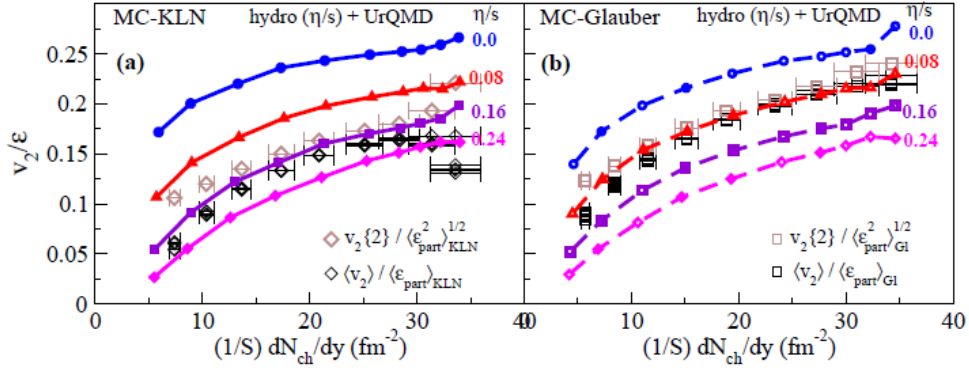 MC-KLN hydro (η/s) + UrQMD η/s
(a)
0.0
0.08
0.16
0.24
v₂{2} / ⟨ε²part⟩^1/2 KLN
⟨v₂⟩ / ⟨εpart⟩KLN
MC-Glauber hydro (η/s) + UrQMD η/s
(b)
0.0
0.08
0.16
0.24
v₂{2} / ⟨ε²part⟩^1/2 Gl
⟨v₂⟩ / ⟨εpart⟩Gl
v₂/ε
0.25
0.2
0.15
0.1
0.05
0
0 10 20 30 40 0 10 20 30 40
(1/S) dNch/dy (fm⁻²) (1/S) dNch/dy (fm⁻²)